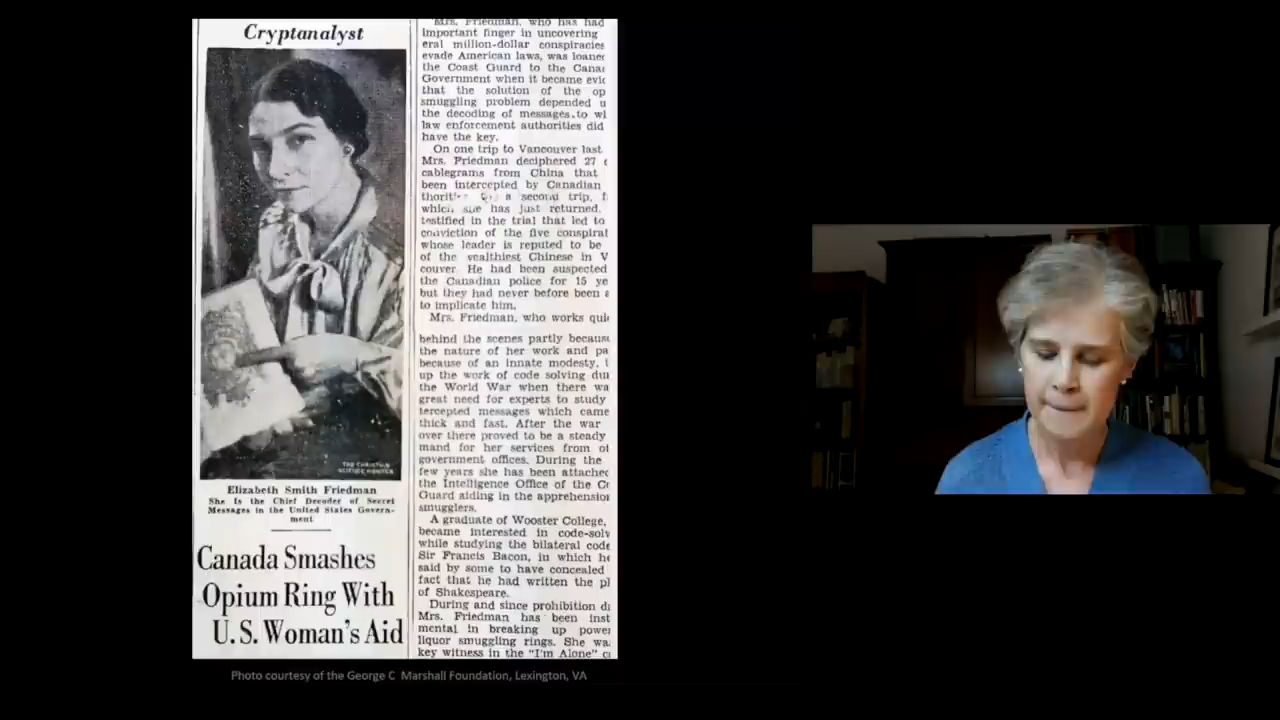 Cryptanalyst
THE CHRISTIAN
SCIENCE MONITOR
Elizabeth Smith Friedman
She Is the Chief Decoder of Secret
Messages in the United States Govern-
ment
Canada Smashes
Opium Ring With
U.S. Woman's Aid
Mrs. Friedman, who has had
important finger in uncovering
eral million-dollar conspiracies
evade American laws, was loaned
the Coast Guard to the Cana
Government when it became evid
that the solution of the op
smuggling problem depended u
the decoding of messages to wh
law enforcement authorities did
have the key.
On one trip to Vancouver last
Mrs. Friedman deciphered 27 c
cablegrams from China that
been intercepted by Canadian
a second trip, f
which she has just returned,
testified in the trial that led to
conviction of the five conspirat
whose leader is reputed to be
of the wealthiest Chinese in V
couver. He had been suspected
the Canadian police for 15 ye
but they had never before been a
to implicate him.
Mrs. Friedman, who works quie
behind the scenes partly because
the nature of her work and pa
because of an innate modesty, t
up the work of code solving du
the World War when there wa
great need for experts to study
tercepted messages which came
thick and fast. After the war
over there proved to be a steady
mand for her services from ot
government offices. During the
few years she has been attached
the Intelligence Office of the Co
Guard aiding in the apprehension
smugglers.
A graduate of Wooster College,
became interested in code-solv
while studying the bilateral code
Sir Francis Bacon, in which he
said by some to have concealed
fact that he had written the pl
of Shakespeare.
During and since prohibition d
Mrs. Friedman has been inst
mental in breaking up power
liquor smuggling rings. She was
key witness in the "I'm Alone" c
Photo courtesy of the George C Marshall Foundation, Lexington, VA